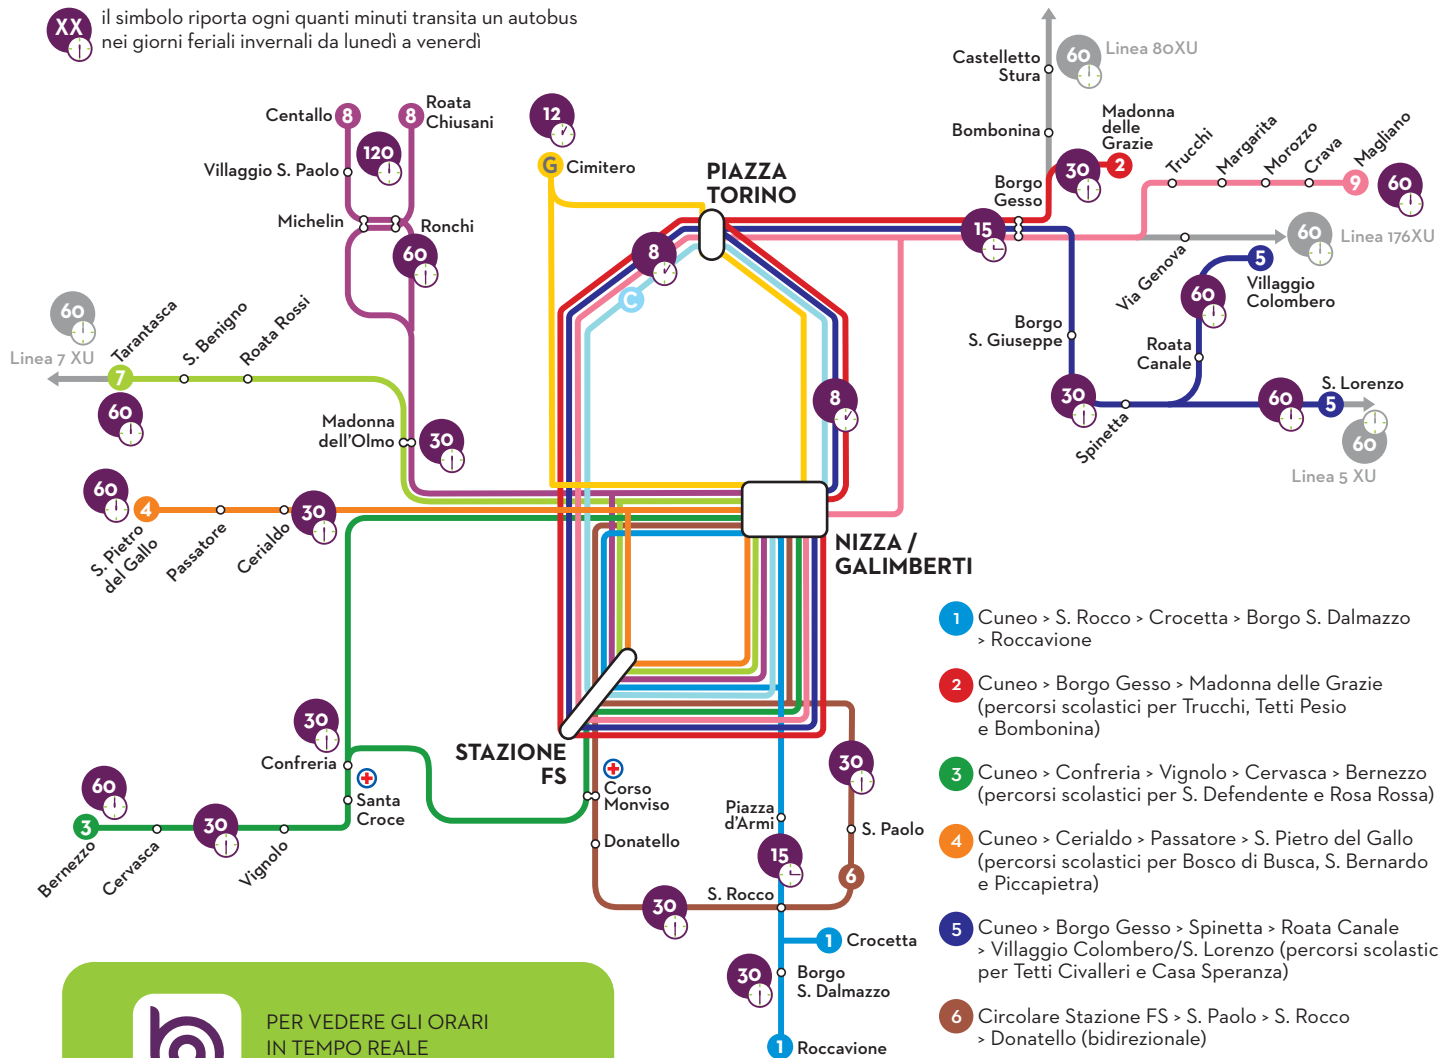 XX
il simbolo riporta ogni quanti minuti transita un autobus
nei giorni feriali invernali da lunedì a venerdì
Centallo
8
8
Roata
Chiusani
120
Villaggio S. Paolo
Michelin
Ronchi
60
12
G
Cimitero
PIAZZA
TORINO
8
C
Castelletto
Stura
60
Linea 80XU
Bombonina
Madonna
delle
Grazie
30
2
Borgo
Gesso
15
Trucchi
Margarita
Morozzo
Crava
Magliano
9
60
60
Linea 176XU
Via Genova
60
5
Villaggio
Colombero
Borgo
S. Giuseppe
Roata
Canale
30
Spinetta
60
S. Lorenzo
5
60
Linea 5 XU
60
Linea 7 XU
Tarantasca
S. Benigno
Roata Rossi
7
60
Madonna
dell'Olmo
30
8
60
4
S. Pietro
del Gallo
Passatore
Cerialdo
30
NIZZA /
GALIMBERTI
STAZIONE
FS
30
Confreria
Santa
Croce
60
3
Bernezzo
Cervasca
30
Vignolo
Corso
Monviso
Donatello
Piazza
d'Armi
30
S. Paolo
15
6
S. Rocco
30
1
Crocetta
30
Borgo
S. Dalmazzo
1
Roccavione
1
Cuneo > S. Rocco > Crocetta > Borgo S. Dalmazzo
> Roccavione
2
Cuneo > Borgo Gesso > Madonna delle Grazie
(percorsi scolastici per Trucchi, Tetti Pesio
e Bombonina)
3
Cuneo > Confreria > Vignolo > Cervasca > Bernezzo
(percorsi scolastici per S. Defendente e Rosa Rossa)
4
Cuneo > Cerialdo > Passatore > S. Pietro del Gallo
(percorsi scolastici per Bosco di Busca, S. Bernardo
e Piccapietra)
5
Cuneo > Borgo Gesso > Spinetta > Roata Canale
> Villaggio Colombero/S. Lorenzo (percorsi scolastic
per Tetti Civalleri e Casa Speranza)
6
Circolare Stazione FS > S. Paolo > S. Rocco
> Donatello (bidirezionale)
PER VEDERE GLI ORARI
IN TEMPO REALE